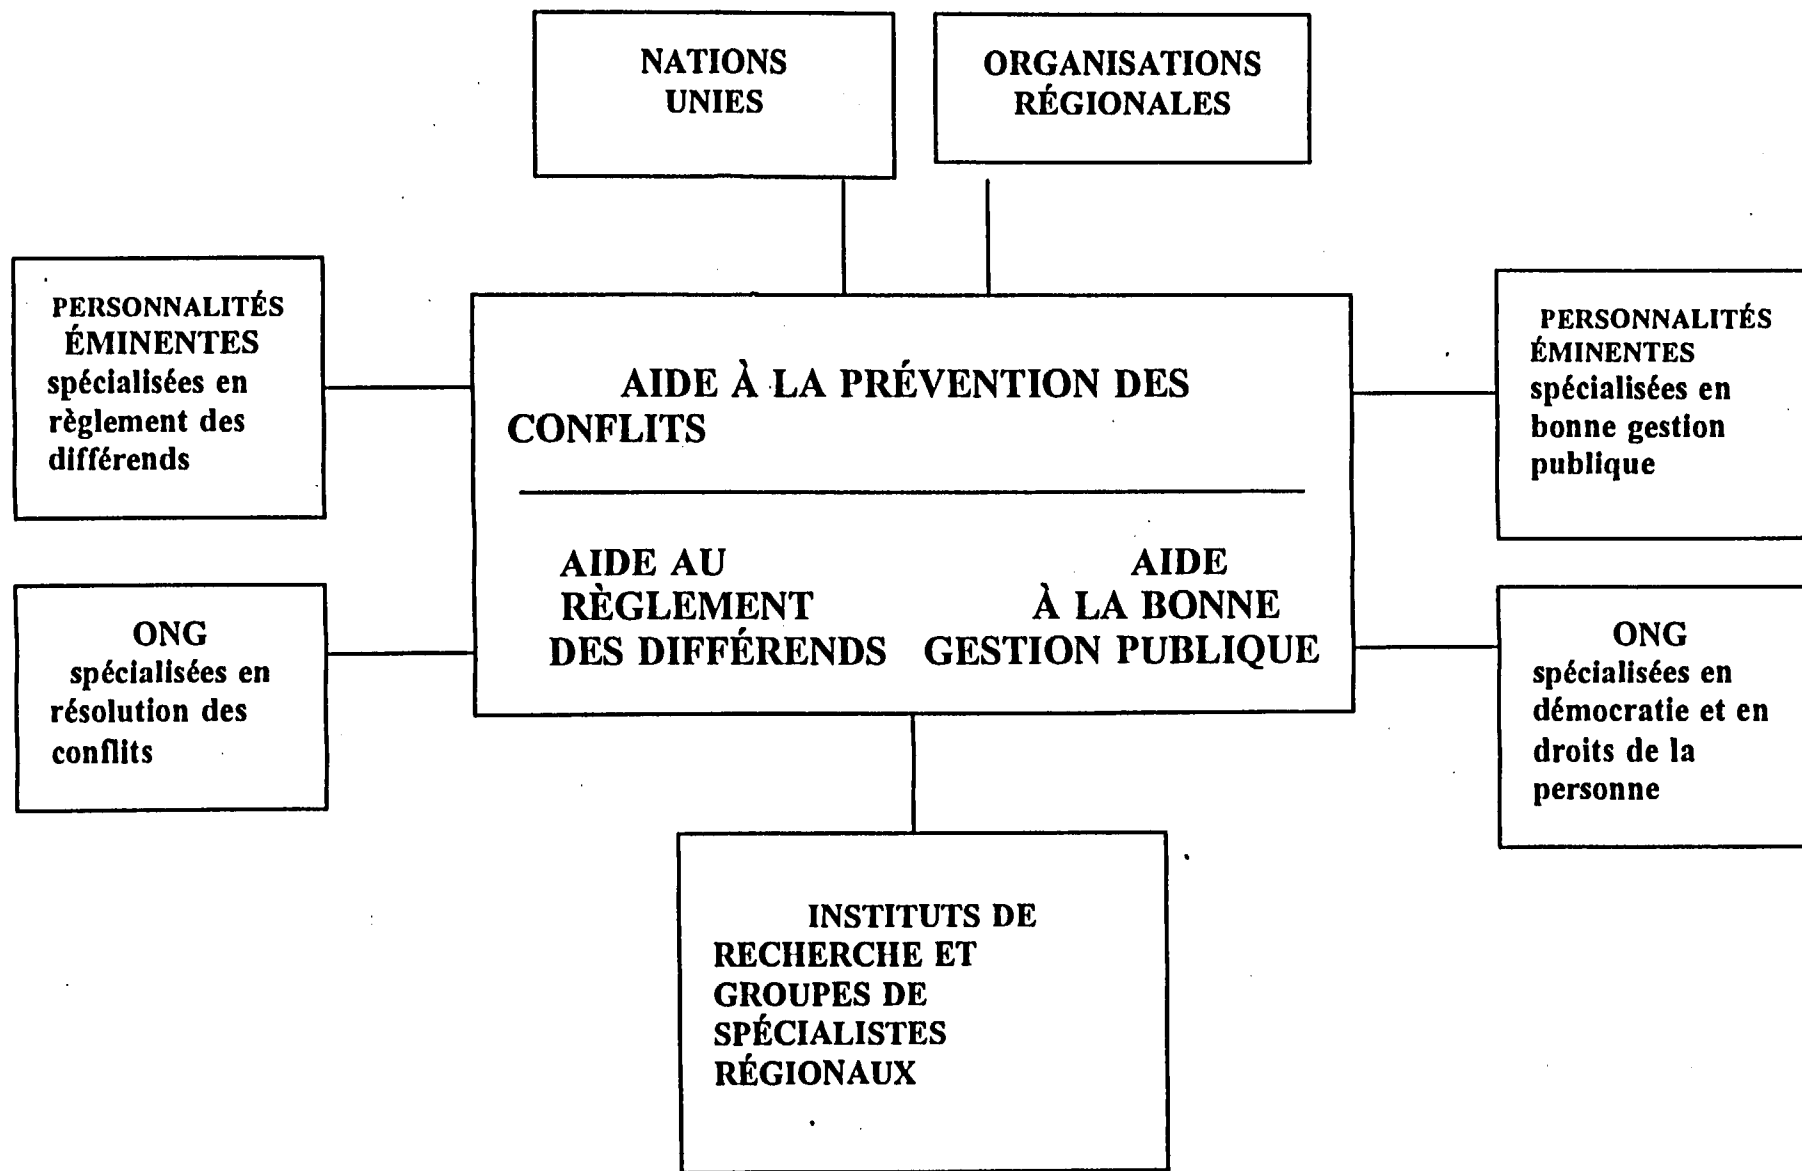 NATIONS
UNIES
ORGANISATIONS
RÉGIONALES
PERSONNALITÉS
ÉMINENTES
spécialisées en
règlement des
différends
AIDE À LA PRÉVENTION DES
CONFLITS
PERSONNALITÉS
ÉMINENTES
spécialisées en
bonne gestion
publique
AIDE AU
RÈGLEMENT
DES DIFFÉRENDS
AIDE
À LA BONNE
GESTION PUBLIQUE
ONG
spécialisées en
résolution des
conflits
ONG
spécialisées en
démocratie et en
droits de la
personne
INSTITUTS DE
RECHERCHE ET
GROUPES DE
SPÉCIALISTES
RÉGIONAUX